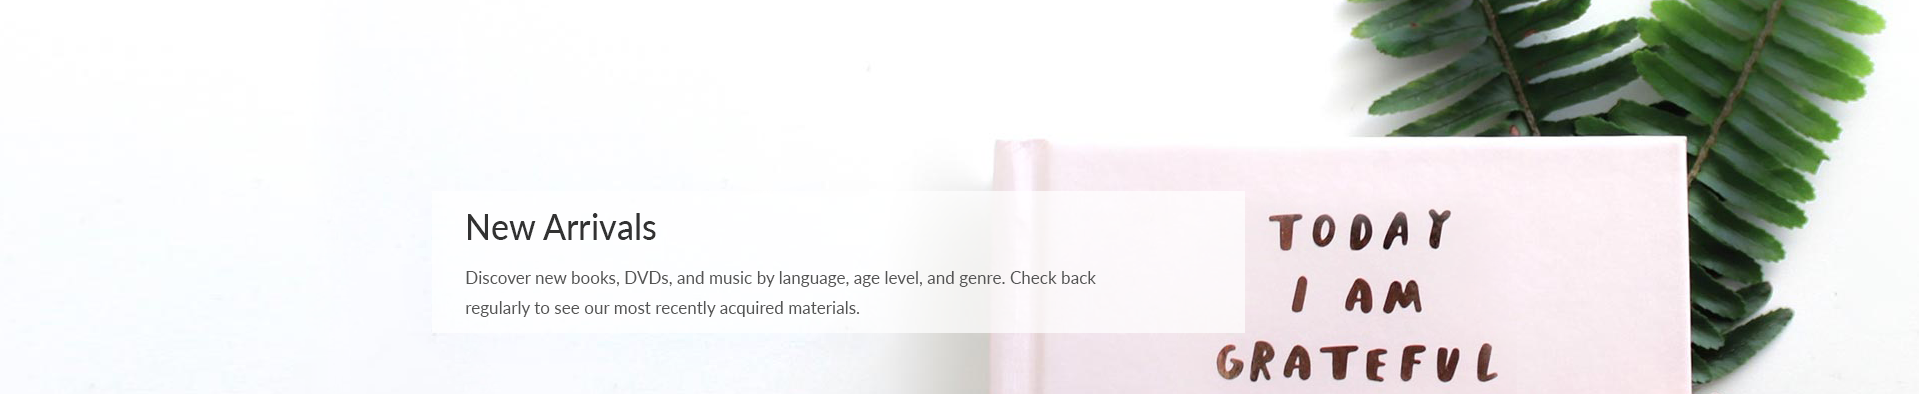 New Arrivals
Discover new books, DVDs, and music by language, age level, and genre. Check back
regularly to see our most recently acquired materials.
TODAY
I AM
GRATEFUL